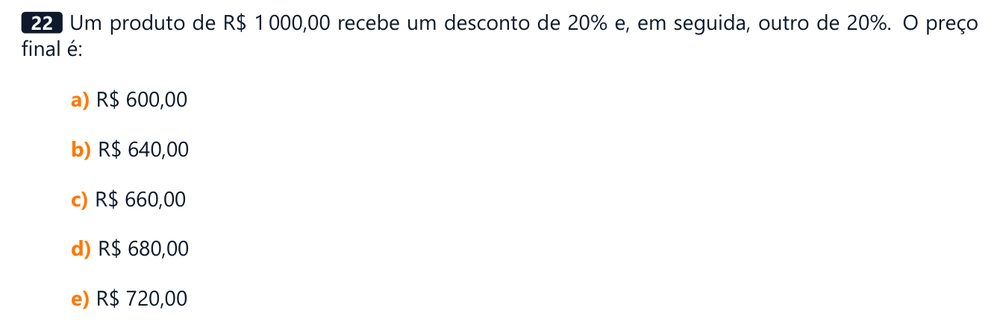 22 Um produto de R$ 1 000,00 recebe um desconto de 20% e, em seguida, outro de 20%. O preço
final é:
a) R$ 600,00
b) R$ 640,00
c) R$ 660,00
d) R$ 680,00
e) R$ 720,00